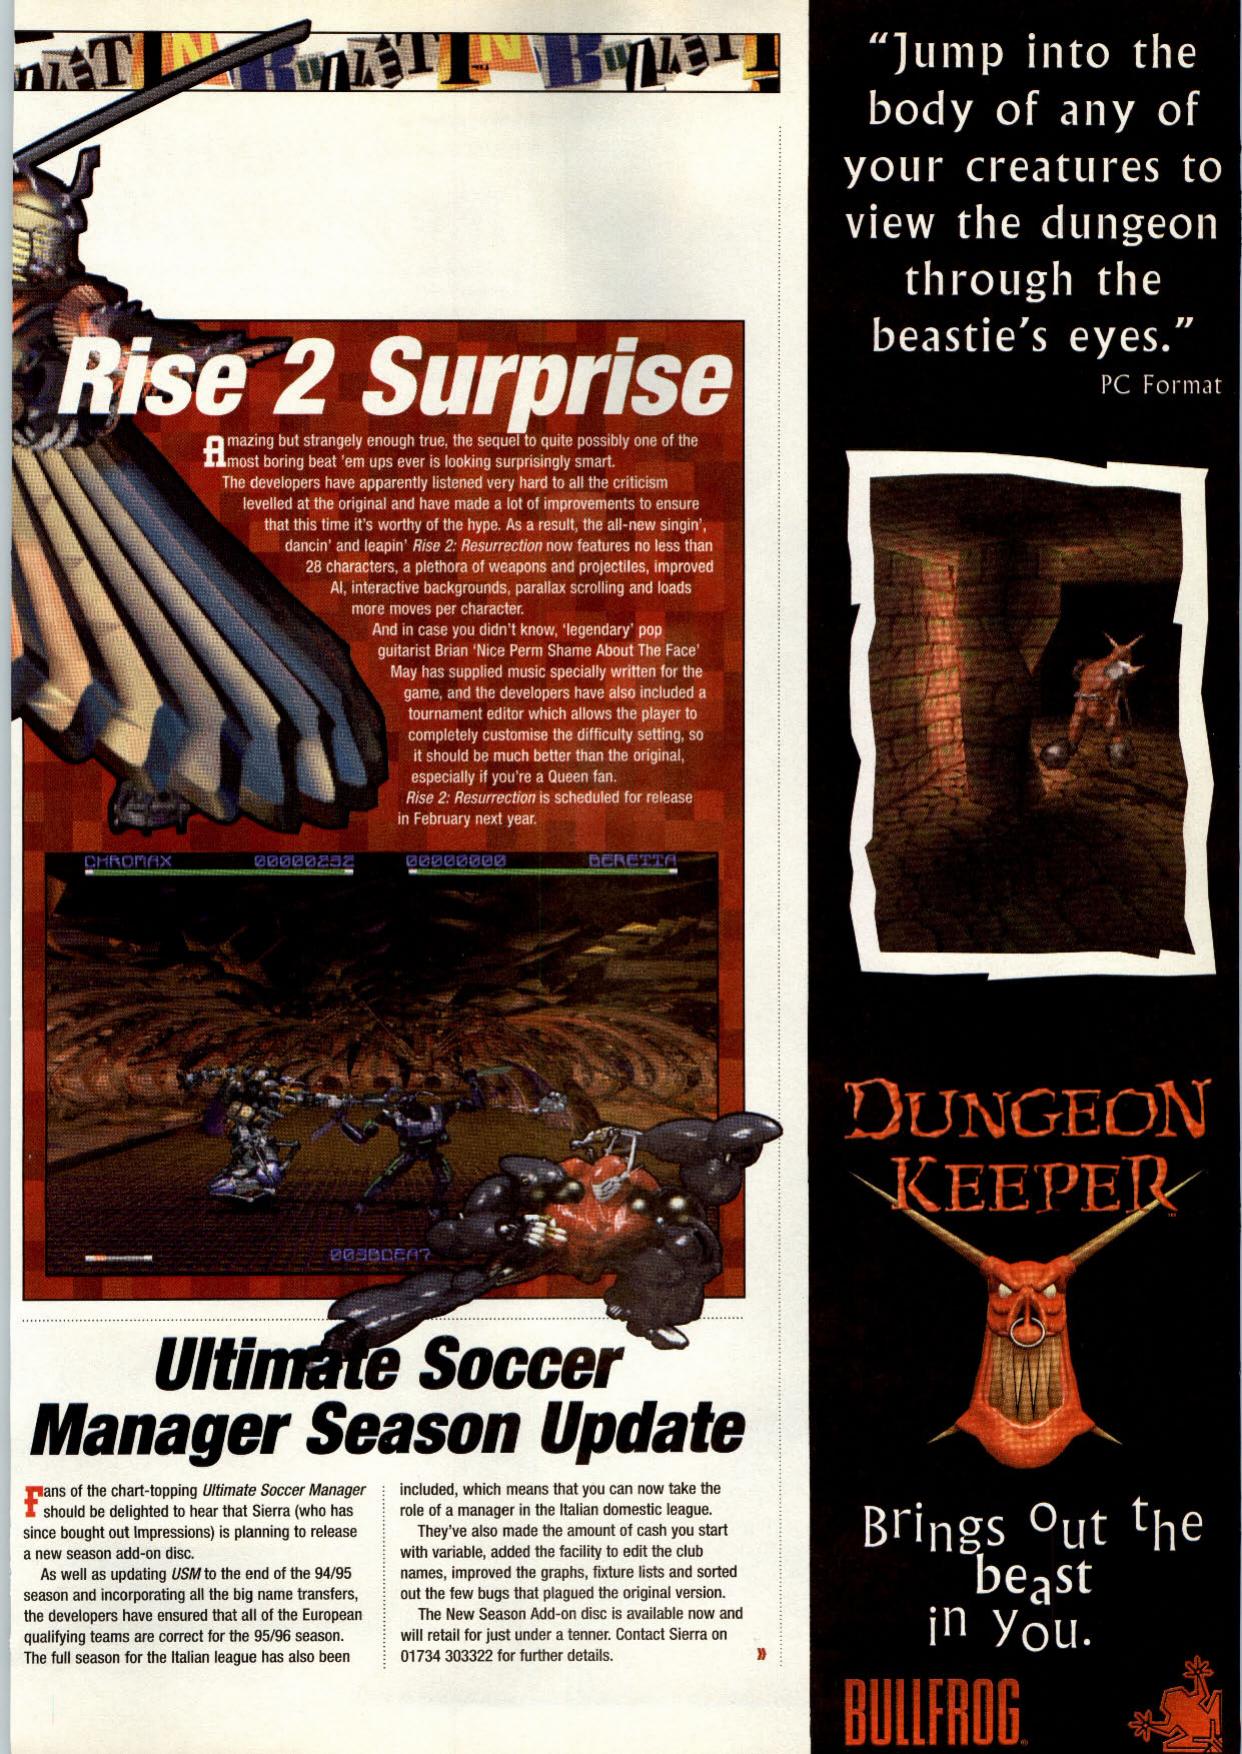 BULLETIN BULLETIN BULLETI
Rise 2 Surprise
Amazing but strangely enough true, the sequel to quite possibly one of the
most boring beat 'em ups ever is looking surprisingly smart.
The developers have apparently listened very hard to all the criticism
levelled at the original and have made a lot of improvements to ensure
that this time it's worthy of the hype. As a result, the all-new singin',
dancin' and leapin' Rise 2: Resurrection now features no less than
28 characters, a plethora of weapons and projectiles, improved
AI, interactive backgrounds, parallax scrolling and loads
more moves per character.
And in case you didn't know, 'legendary' pop
guitarist Brian 'Nice Perm Shame About The Face'
May has supplied music specially written for the
game, and the developers have also included a
tournament editor which allows the player to
completely customise the difficulty setting, so
it should be much better than the original,
especially if you're a Queen fan.
Rise 2: Resurrection is scheduled for release
in February next year.
CHROMAX 00000232 00000000 BERETTA
Ultimate Soccer
Manager Season Update
Fans of the chart-topping Ultimate Soccer Manager
should be delighted to hear that Sierra (who has
since bought out Impressions) is planning to release
a new season add-on disc.
As well as updating USM to the end of the 94/95
season and incorporating all the big name transfers,
the developers have ensured that all of the European
qualifying teams are correct for the 95/96 season.
The full season for the Italian league has also been
included, which means that you can now take the
role of a manager in the Italian domestic league.
They've also made the amount of cash you start
with variable, added the facility to edit the club
names, improved the graphs, fixture lists and sorted
out the few bugs that plagued the original version.
The New Season Add-on disc is available now and
will retail for just under a tenner. Contact Sierra on
01734 303322 for further details.
»
"Jump into the
body of any of
your creatures to
view the dungeon
through the
beastie's eyes."
PC Format
DUNGEON
KEEPER
Brings Out the
beast
in You.
BULLFROG